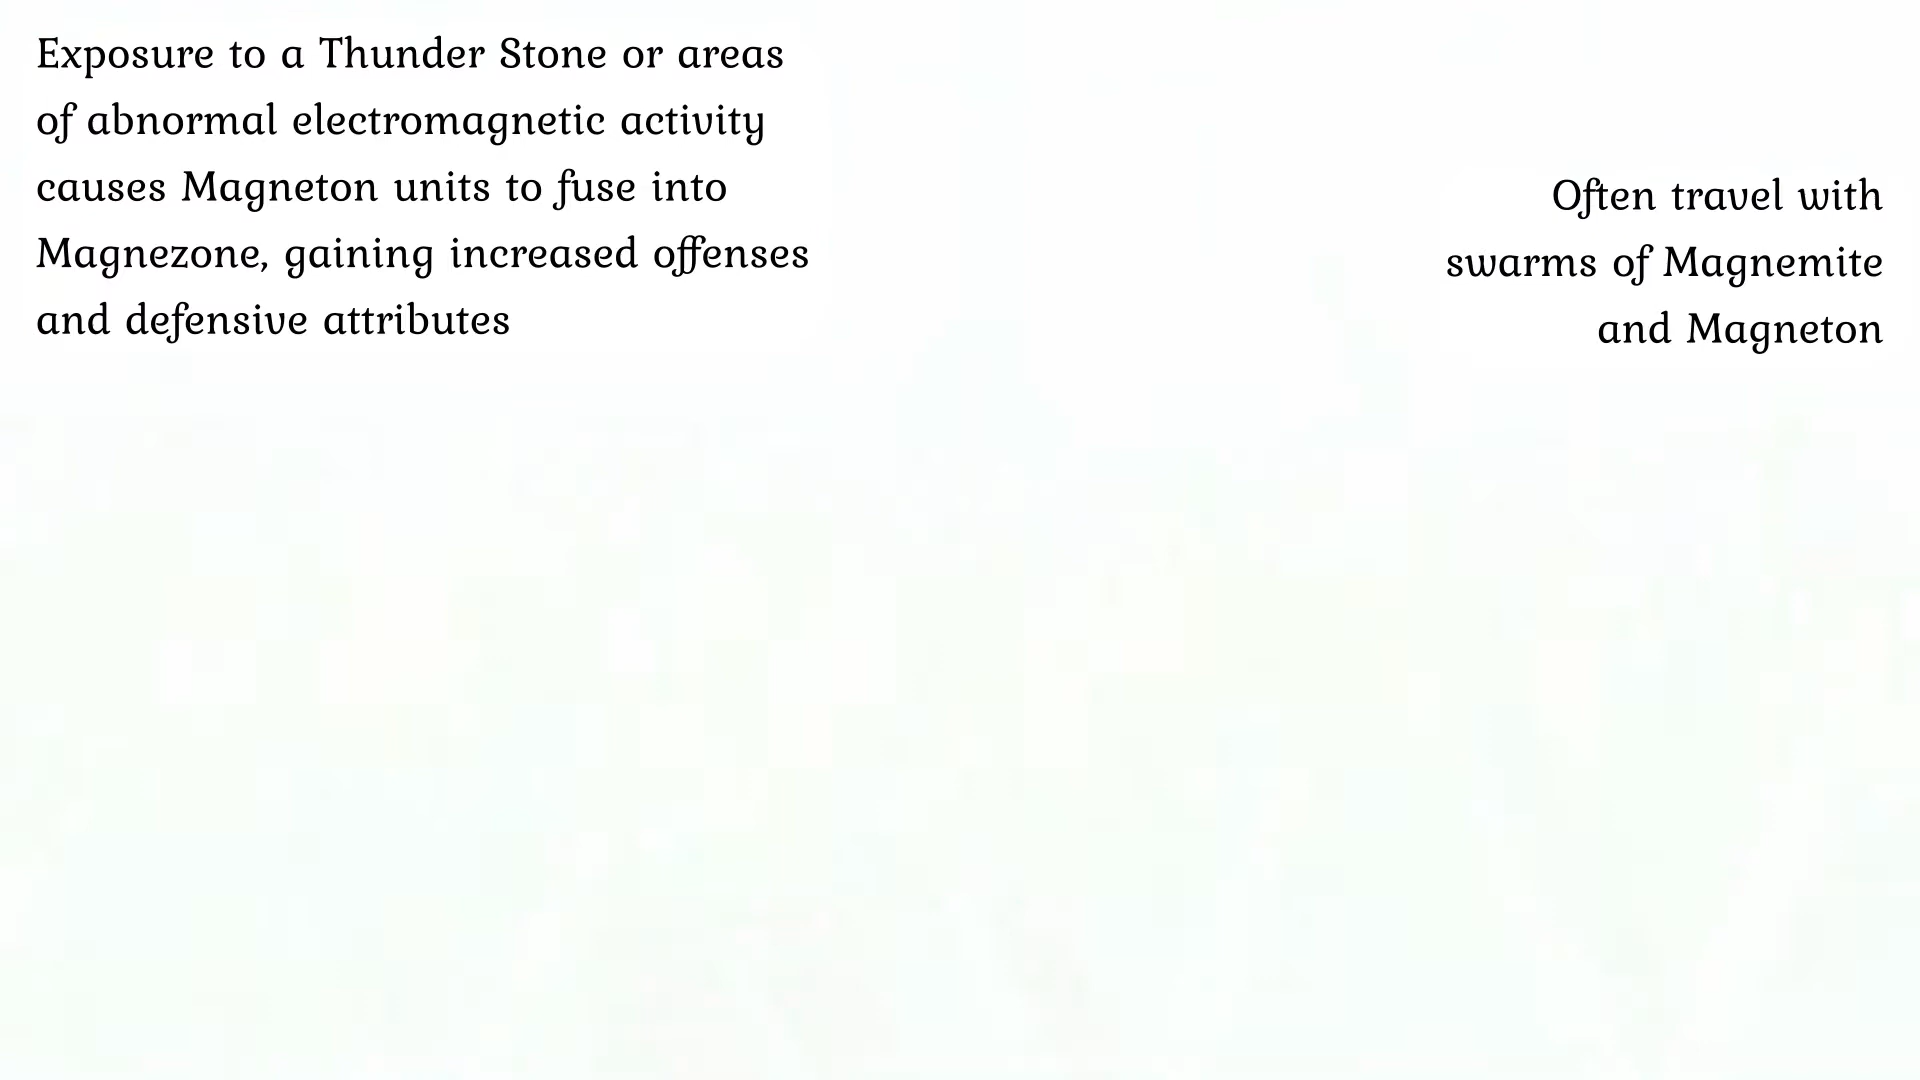 Exposure to a Thunder Stone or areas
of abnormal electromagnetic activity
causes Magneton units to fuse into
Magnezone, gaining increased offenses
and defensive attributes
Often travel with
swarms of Magnemite
and Magneton